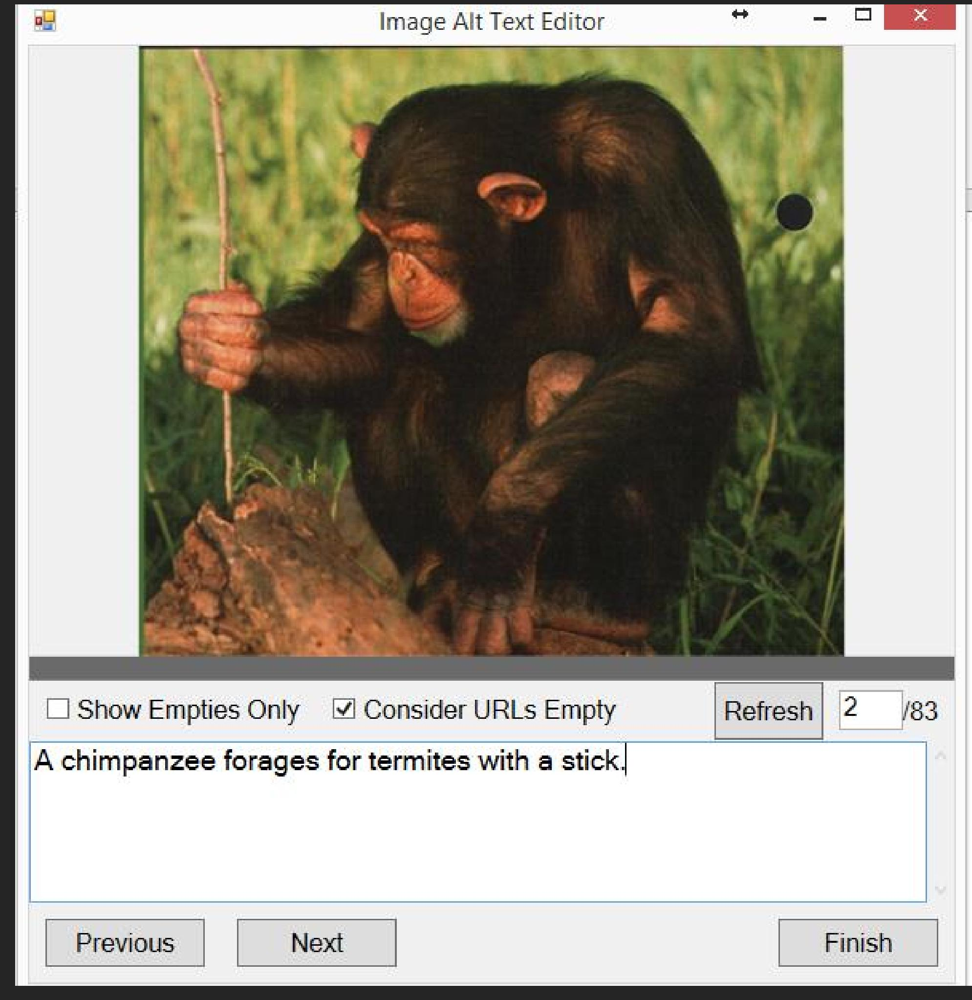 Image Alt Text Editor
Show Empties Only Consider URLs Empty Refresh 2 /83
A chimpanzee forages for termites with a stick.
Previous Next Finish